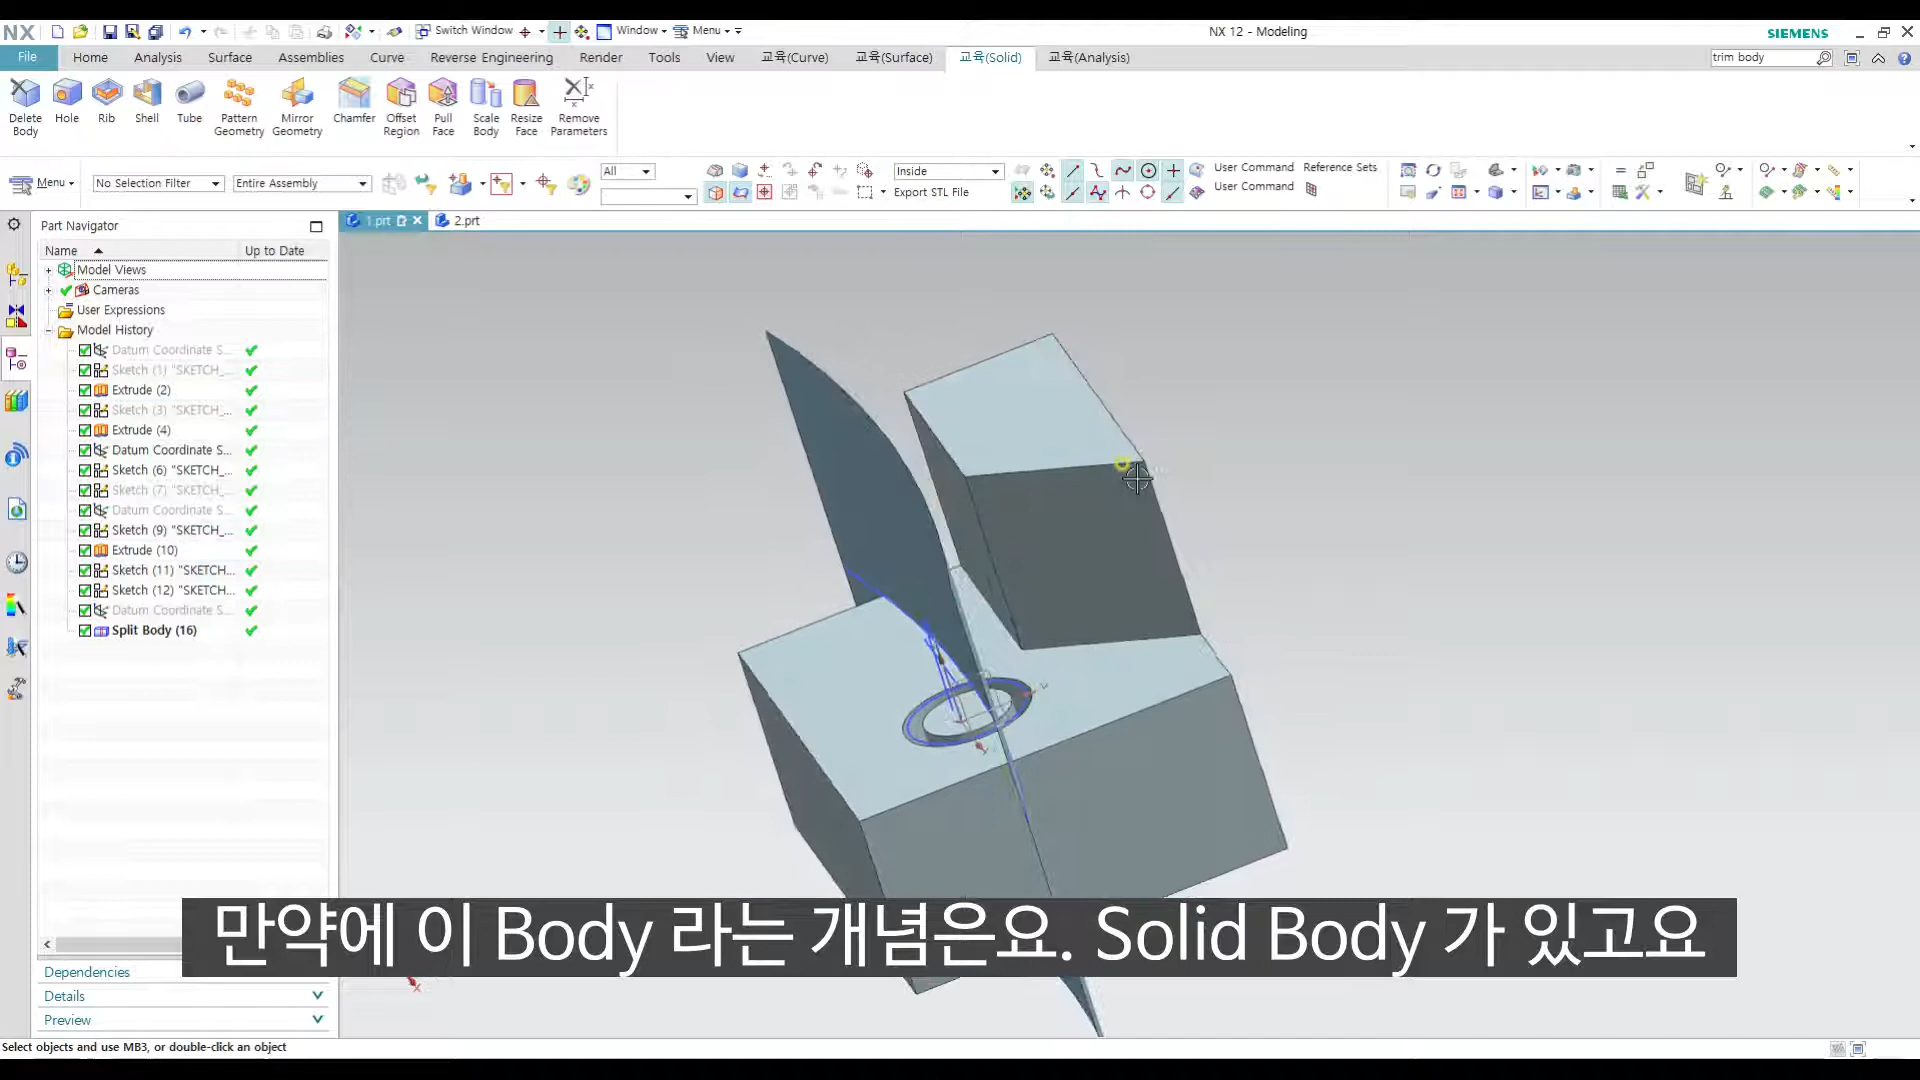 NX
Switch Window
Window
Menu
NX 12 - Modeling
SIEMENS
File
Home
Analysis
Surface
Assemblies
Curve
Reverse Engineering
Render
Tools
View
교육(Curve)
교육(Surface)
교육(Solid)
교육(Analysis)
trim body
Delete Body
Hole
Rib
Shell
Tube
Pattern Geometry
Mirror Geometry
Chamfer
Offset Region
Pull Face
Scale Body
Resize Face
Remove Parameters
Menu
No Selection Filter
Entire Assembly
All
Inside
Export STL File
User Command
Reference Sets
User Command
Part Navigator
1.prt
2.prt
Name
Up to Date
Model Views
Cameras
User Expressions
Model History
Datum Coordinate S...
Sketch (1) "SKETCH_...
Extrude (2)
Sketch (3) "SKETCH_...
Extrude (4)
Datum Coordinate S...
Sketch (6) "SKETCH_...
Sketch (7) "SKETCH_...
Datum Coordinate S...
Sketch (9) "SKETCH_...
Extrude (10)
Sketch (11) "SKETCH...
Sketch (12) "SKETCH...
Datum Coordinate S...
Split Body (16)
만약에 이 Body 라는 개념은요. Solid Body 가 있고요
Dependencies
Details
Preview
Select objects and use MB3, or double-click an object